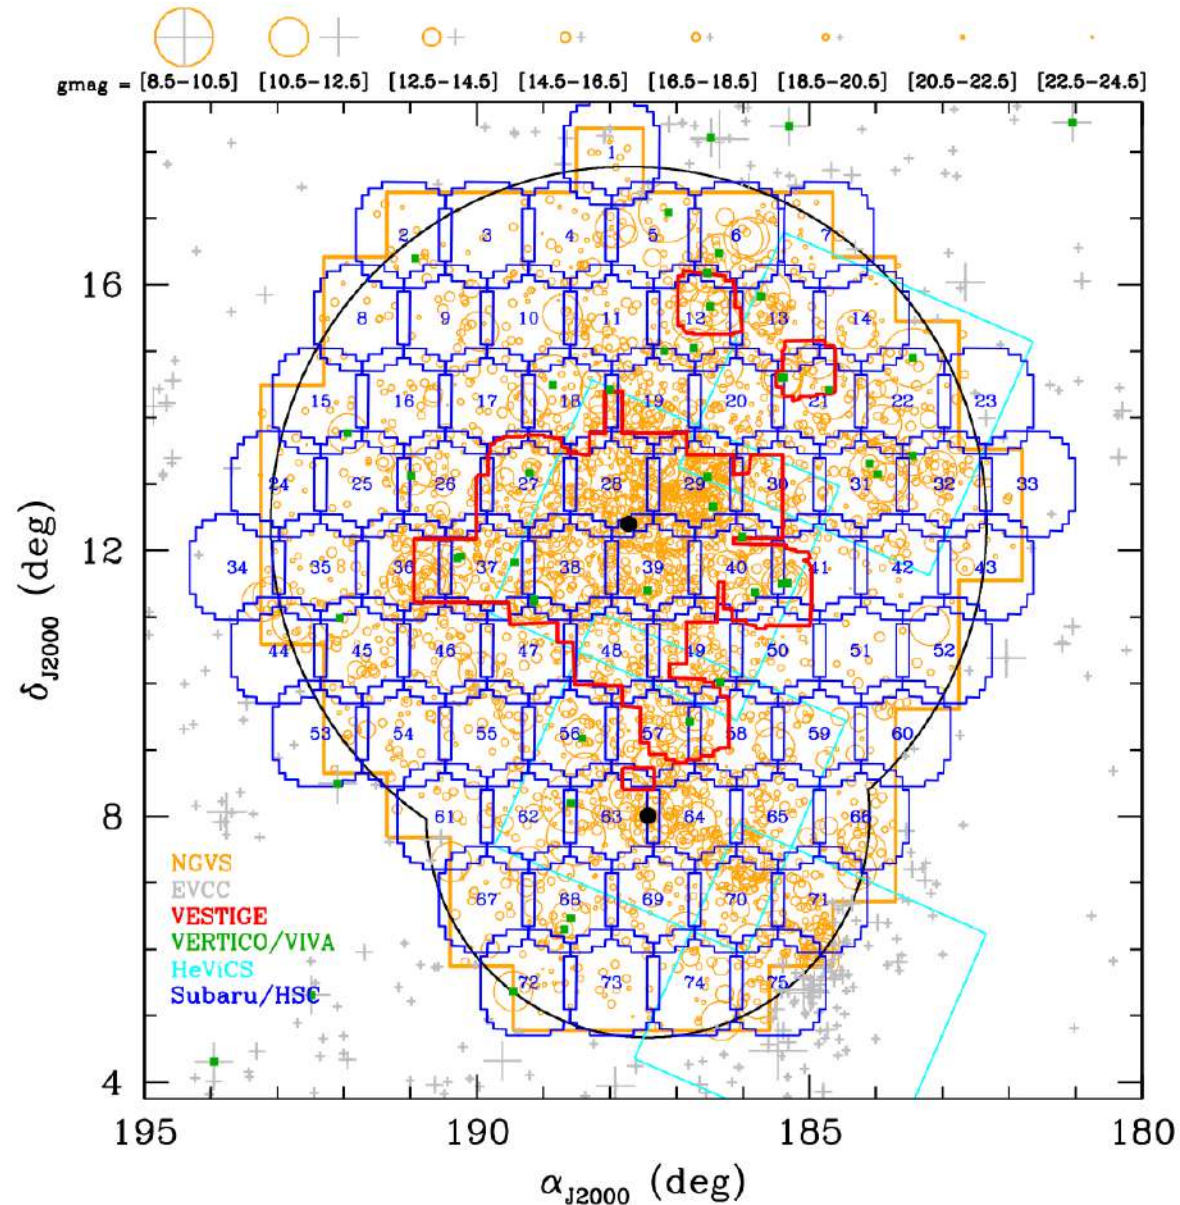 gmag = [8.5−10.5] [10.5−12.5] [12.5−14.5] [14.5−16.5] [16.5−18.5] [18.5−20.5] [20.5−22.5] [22.5−24.5]
1
2 3 4 5 6 7
16
8 9 10 11 12 13 14
15 16 17 18 19 20 21 22 23
24 25 26 27 28 29 30 31 32 33
12
34 35 36 37 38 39 40 41 42 43
44 45 46 47 48 49 50 51 52
53 54 55 56 57 58 59 60
8
61 62 63 64 65 66
67 68 69 70 71
72 73 74 75
4
δJ2000 (deg)
NGVS
EVCC
VESTIGE
VERTICO/VIVA
HeViCS
Subaru/HSC
195 190 185 180
αJ2000 (deg)